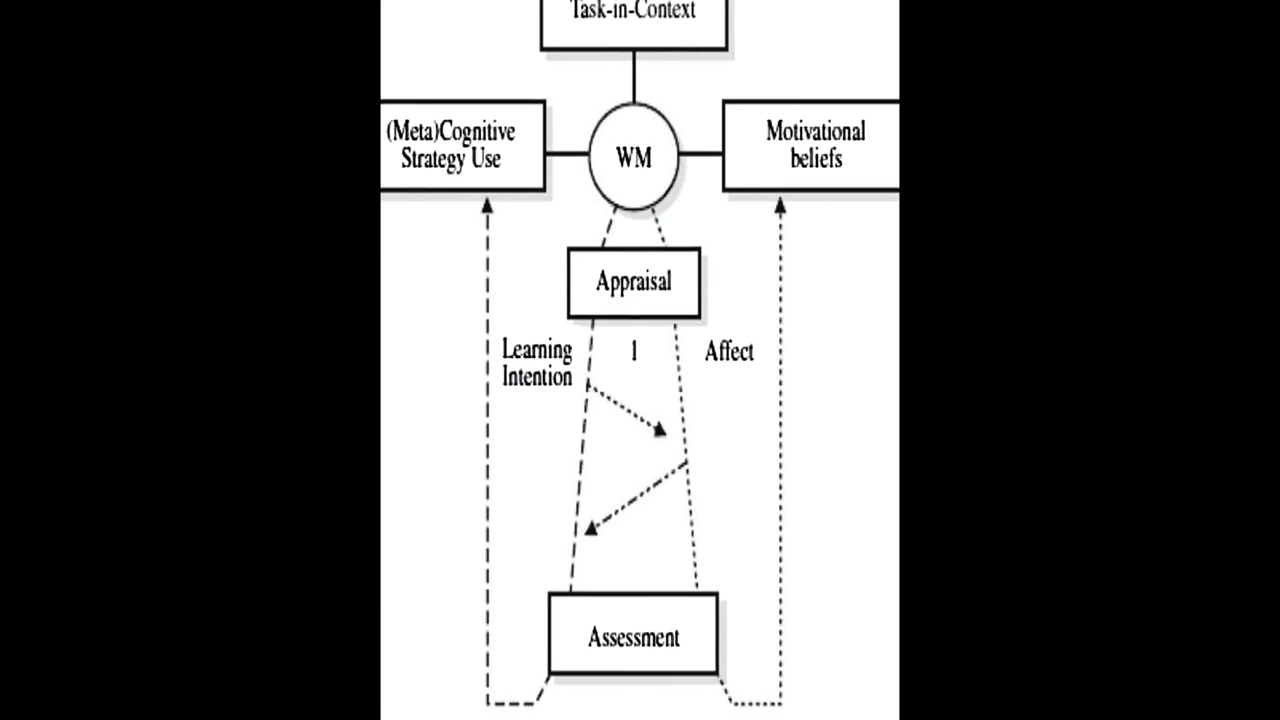 Task-in-Context
(Meta)Cognitive
Strategy Use
WM
Motivational
beliefs
Appraisal
Learning
Intention
1
Affect
Assessment